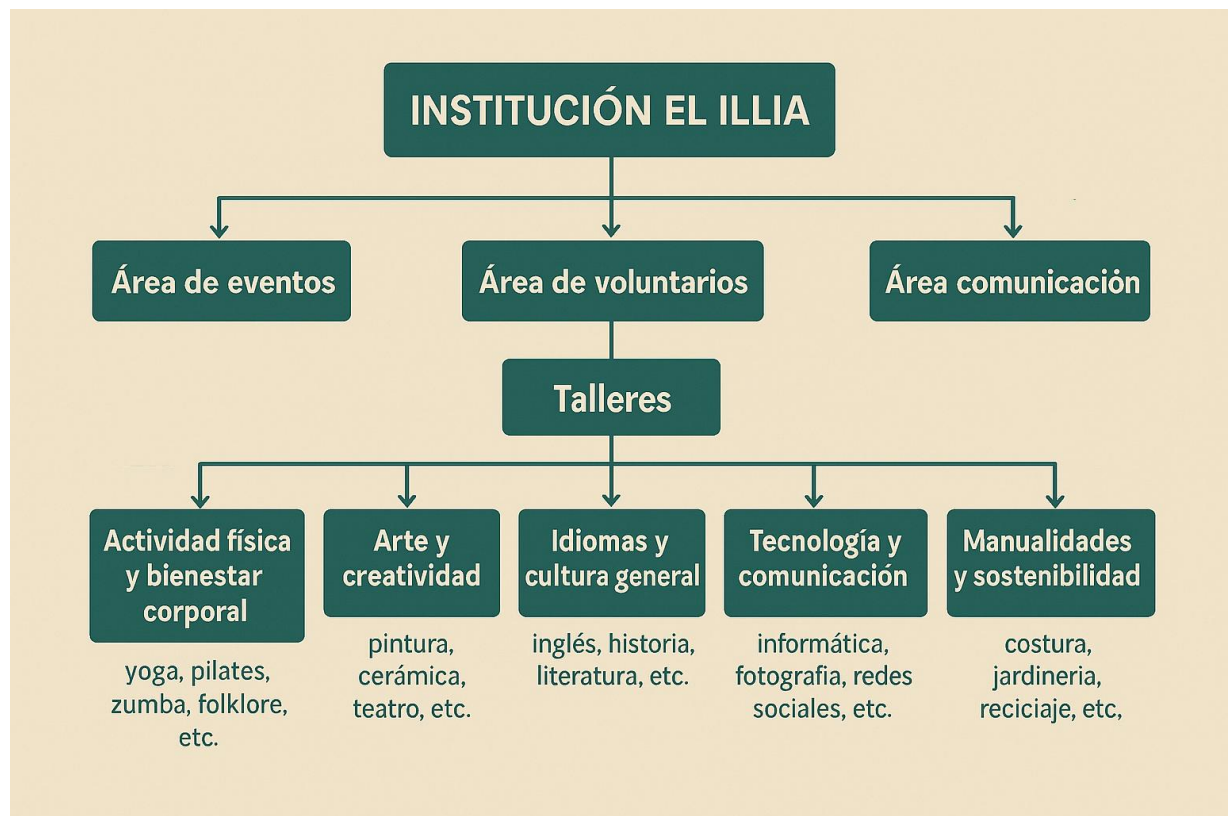 INSTITUCIÓN EL ILLIA
Área de eventos
Área de voluntarios
Área comunicación
Talleres
Actividad física
y bienestar
corporal
yoga, pilates,
zumba, folklore,
etc.
Arte y
creatividad
pintura,
cerámica,
teatro, etc.
Idiomas y
cultura general
inglés, historia,
literatura, etc.
Tecnología y
comunicación
informática,
fotografia, redes
sociales, etc.
Manualidades
y sostenibilidad
costura,
jardineria,
reciciaje, etc,